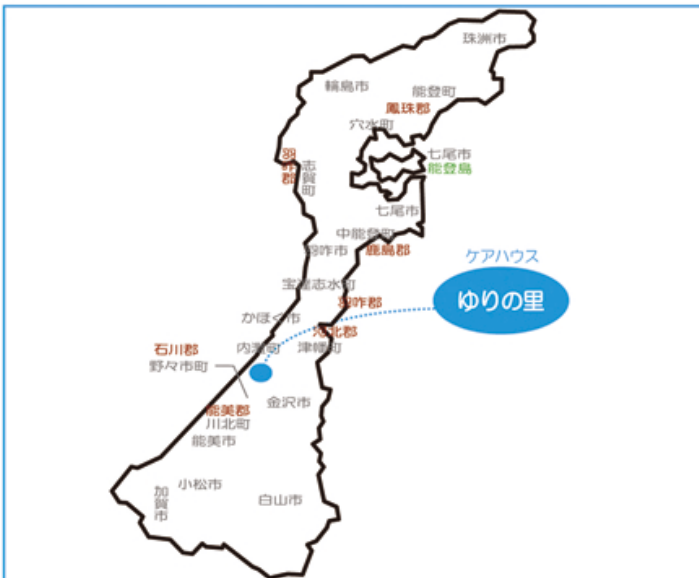 珠洲市
輪島市
能登町
鳳珠郡
穴水町
七尾市
能登島
羽咋郡
志賀町
七尾市
中能登町
羽咋市
鹿島郡
ケアハウス
ゆりの里
宝達志水町
羽咋郡
かほく市
河北郡
内灘町
津幡町
石川郡
野々市町
金沢市
能美郡
川北町
能美市
小松市
加賀市
白山市